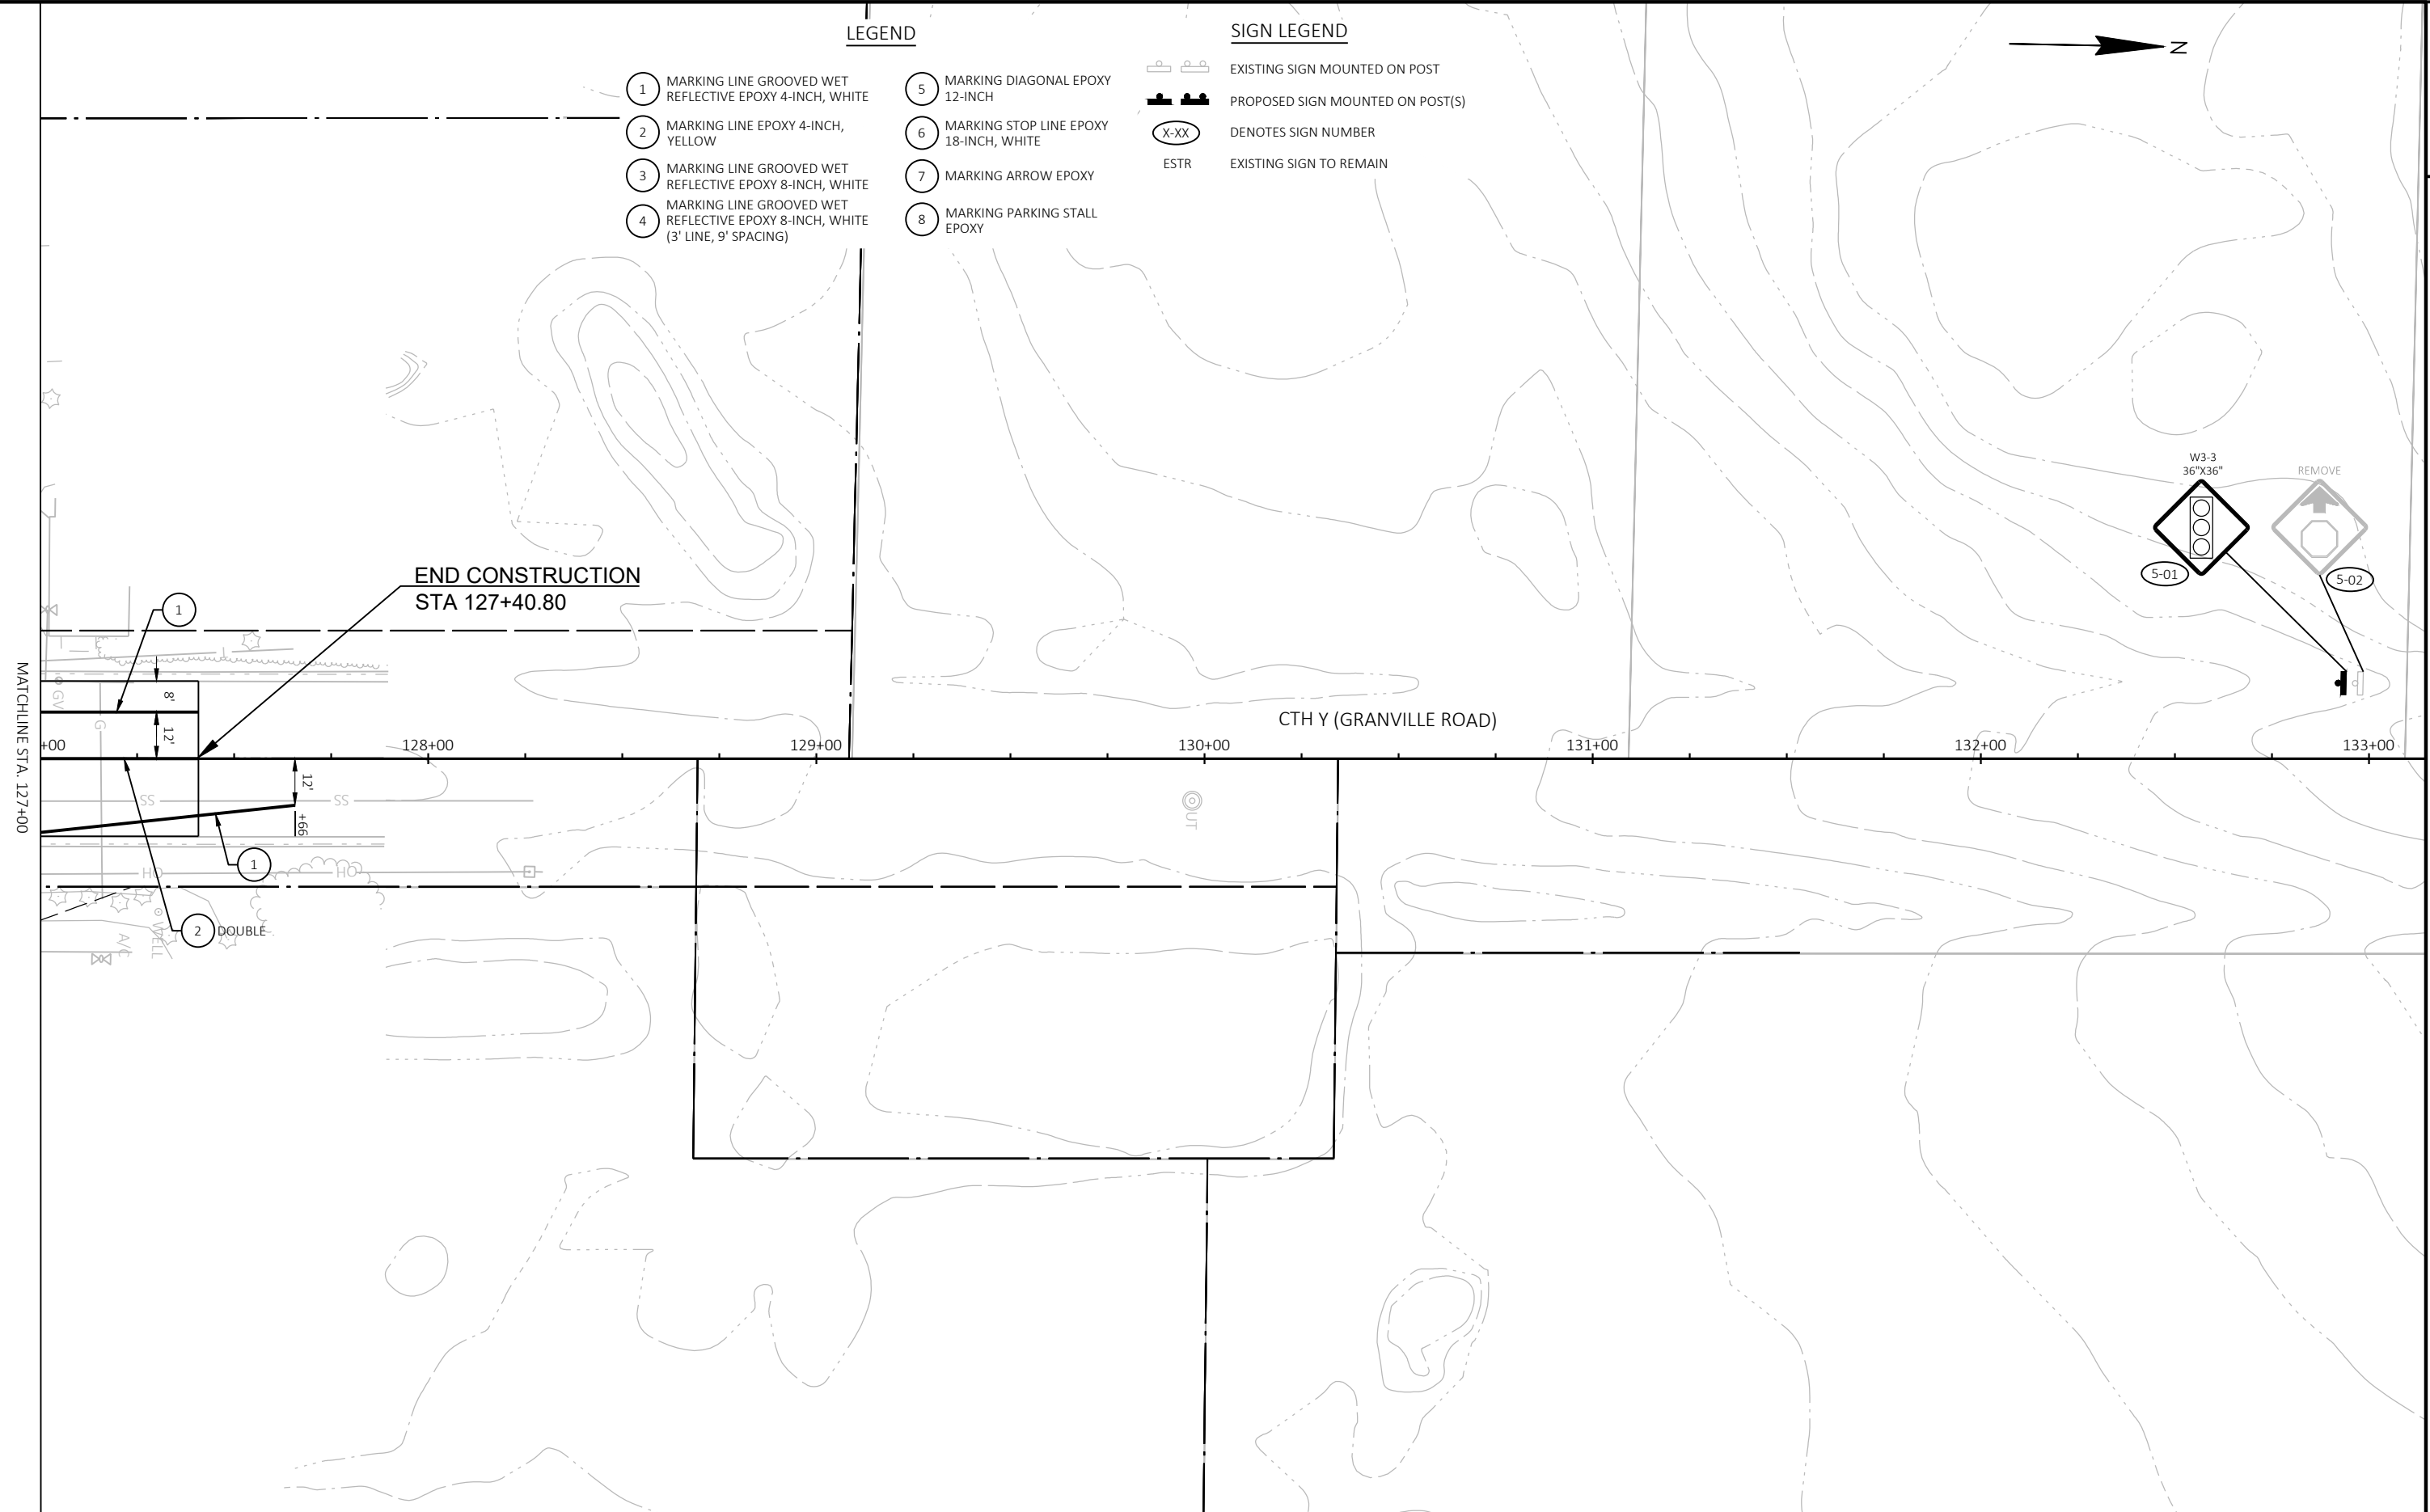 LEGEND
1 MARKING LINE GROOVED WET
REFLECTIVE EPOXY 4-INCH, WHITE
2 MARKING LINE EPOXY 4-INCH,
YELLOW
3 MARKING LINE GROOVED WET
REFLECTIVE EPOXY 8-INCH, WHITE
4 MARKING LINE GROOVED WET
REFLECTIVE EPOXY 8-INCH, WHITE
(3' LINE, 9' SPACING)
5 MARKING DIAGONAL EPOXY
12-INCH
6 MARKING STOP LINE EPOXY
18-INCH, WHITE
7 MARKING ARROW EPOXY
8 MARKING PARKING STALL
EPOXY
SIGN LEGEND
EXISTING SIGN MOUNTED ON POST
PROPOSED SIGN MOUNTED ON POST(S)
X-XX DENOTES SIGN NUMBER
ESTR EXISTING SIGN TO REMAIN
N
W3-3
36"X36"
REMOVE
5-01
5-02
END CONSTRUCTION
STA 127+40.80
1
8'
GV
G
12'
CTH Y (GRANVILLE ROAD)
+00
128+00
129+00
130+00
131+00
132+00
133+00
MATCHLINE STA. 127+00
12'
SS
SS
+66
UT
1
OH
OH
2 DOUBLE
WELL
A/C